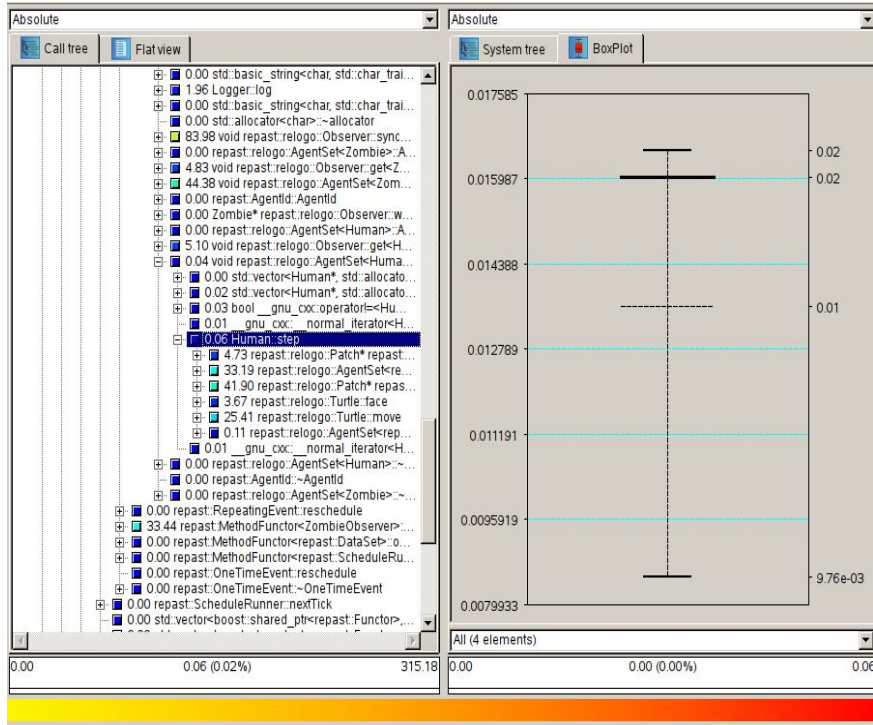 Absolute
Call tree
Flat view
0.00 std::basic_string<char, std::char_trai...
1.96 Logger::log
0.00 std::basic_string<char, std::char_trai...
0.00 std::allocator<char>::~allocator
83.98 void repast::relogo::Observer::sync...
0.00 repast::relogo::AgentSet<Zombie>::A...
4.83 void repast::relogo::Observer::get<Z...
44.38 void repast::relogo::AgentSet<Zom...
0.00 repast::AgentId::AgentId
0.00 Zombie* repast::relogo::Observer::w...
0.00 repast::relogo::AgentSet<Human>::A...
5.10 void repast::relogo::Observer::get<H...
0.04 void repast::relogo::AgentSet<Huma...
0.00 std::vector<Human*, std::allocato...
0.02 std::vector<Human*, std::allocato...
0.03 bool __gnu_cxx::operator!=<Hu...
0.01 __gnu_cxx::__normal_iterator<H...
0.06 Human::step
4.73 repast::relogo::Patch* repast...
33.19 repast::relogo::AgentSet<re...
41.90 repast::relogo::Patch* repas...
3.67 repast::relogo::Turtle::face
25.41 repast::relogo::Turtle::move
0.11 repast::relogo::AgentSet<rep...
0.01 __gnu_cxx::__normal_iterator<H...
0.00 repast::relogo::AgentSet<Human>::~...
0.00 repast::AgentId::~AgentId
0.00 repast::relogo::AgentSet<Zombie>::~...
0.00 repast::RepeatingEvent::reschedule
33.44 repast::MethodFunctor<ZombieObserver>:...
0.00 repast::MethodFunctor<repast::DataSet>::o...
0.00 repast::MethodFunctor<repast::ScheduleRu...
0.00 repast::OneTimeEvent::reschedule
0.00 repast::OneTimeEvent::~OneTimeEvent
0.00 repast::ScheduleRunner::nextTick
0.00 std::vector<boost::shared_ptr<repast::Functor>,...
0.00 0.06 (0.02%) 315.18
Absolute
System tree
BoxPlot
0.017585
0.02
0.015987
0.02
0.014388
0.01
0.012789
0.011191
0.0095919
9.76e-03
0.0079933
All (4 elements)
0.00 0.00 (0.00%) 0.06